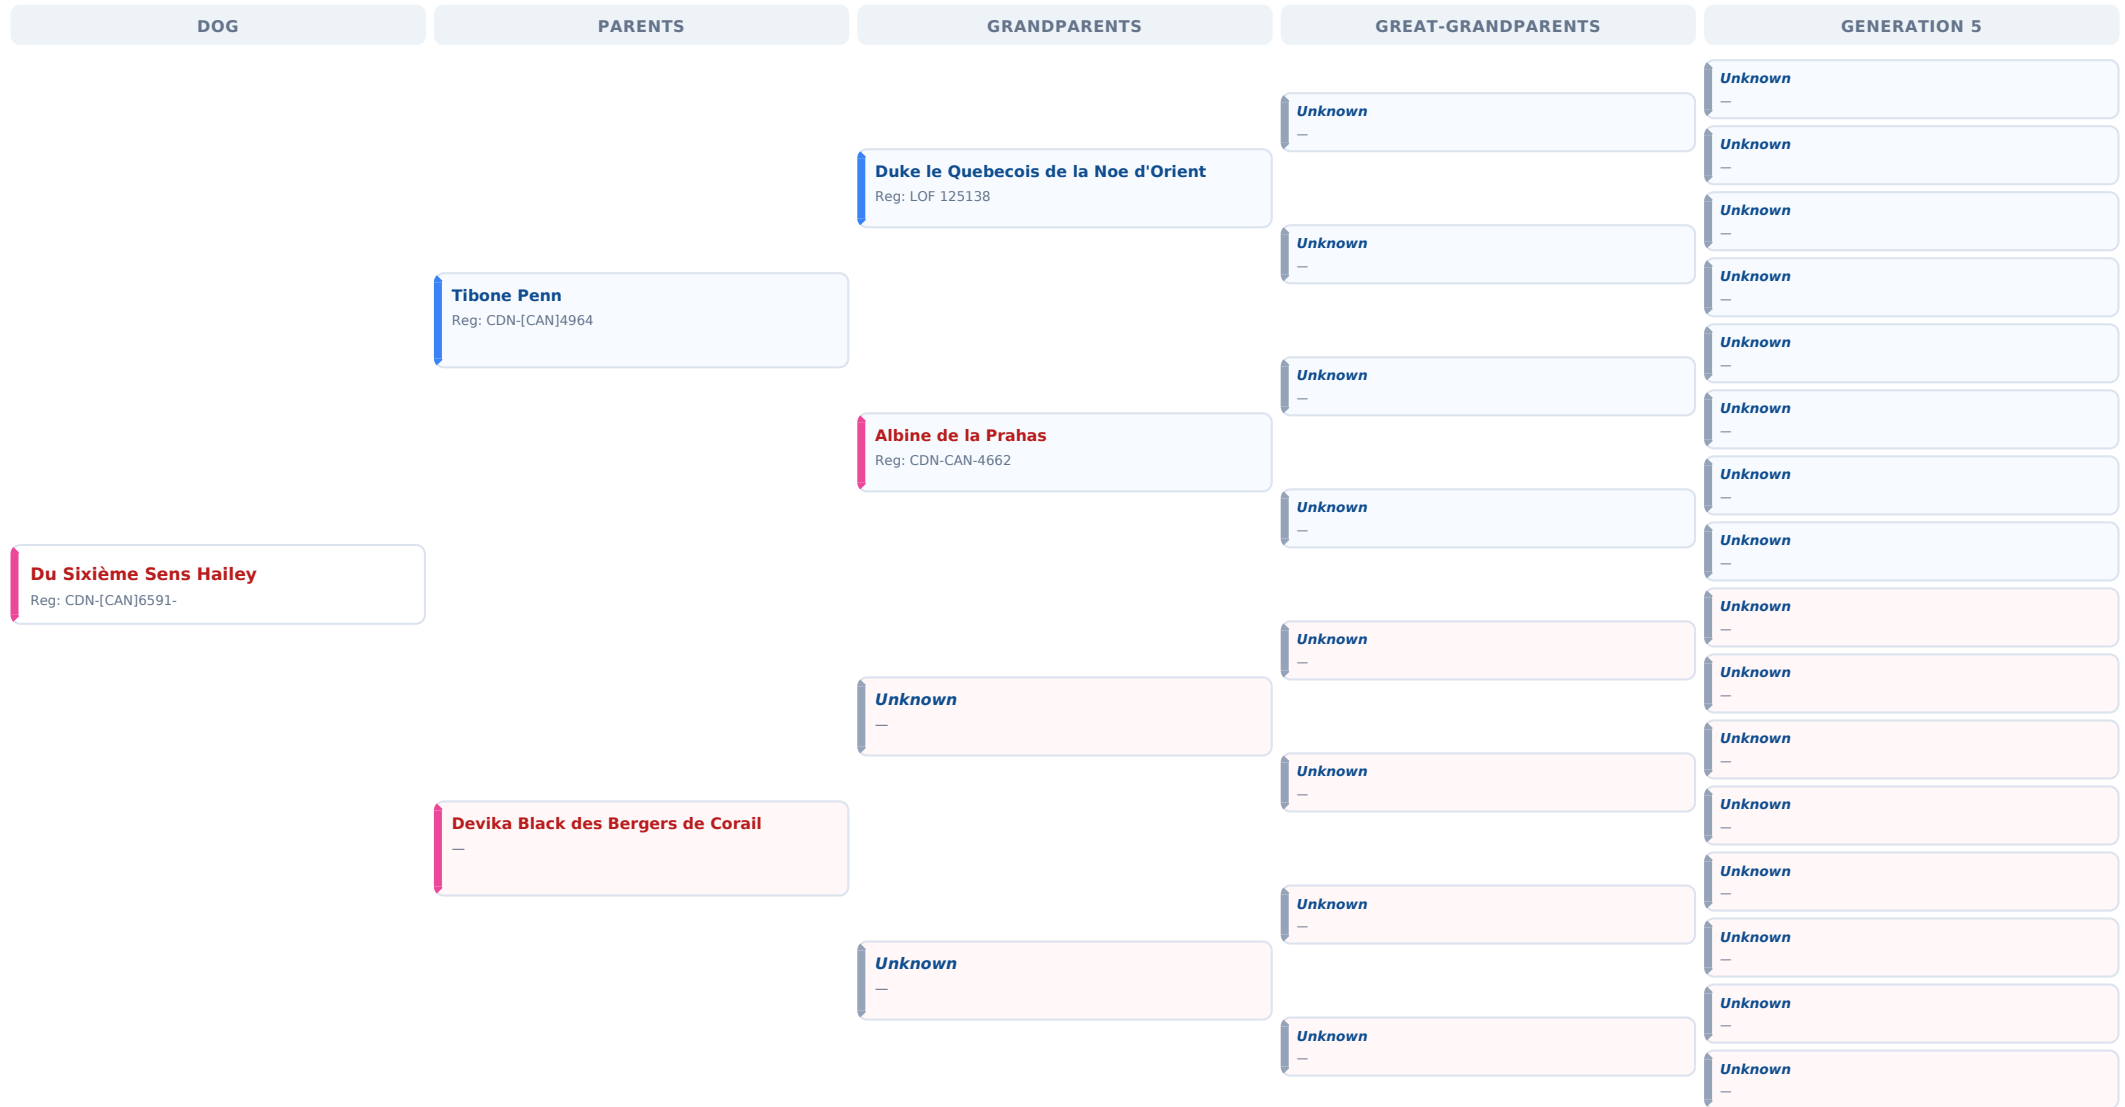 DOG
PARENTS
GRANDPARENTS
GREAT-GRANDPARENTS
GENERATION 5
Du Sixième Sens Hailey
Reg: CDN-[CAN]6591-
Tibone Penn
Reg: CDN-[CAN]4964
Devika Black des Bergers de Corail
—
Duke le Quebecois de la Noe d'Orient
Reg: LOF 125138
Albine de la Prahas
Reg: CDN-CAN-4662
Unknown
—
Unknown
—
Unknown
—
Unknown
—
Unknown
—
Unknown
—
Unknown
—
Unknown
—
Unknown
—
Unknown
—
Unknown
—
Unknown
—
Unknown
—
Unknown
—
Unknown
—
Unknown
—
Unknown
—
Unknown
—
Unknown
—
Unknown
—
Unknown
—
Unknown
—
Unknown
—
Unknown
—
Unknown
—
Unknown
—